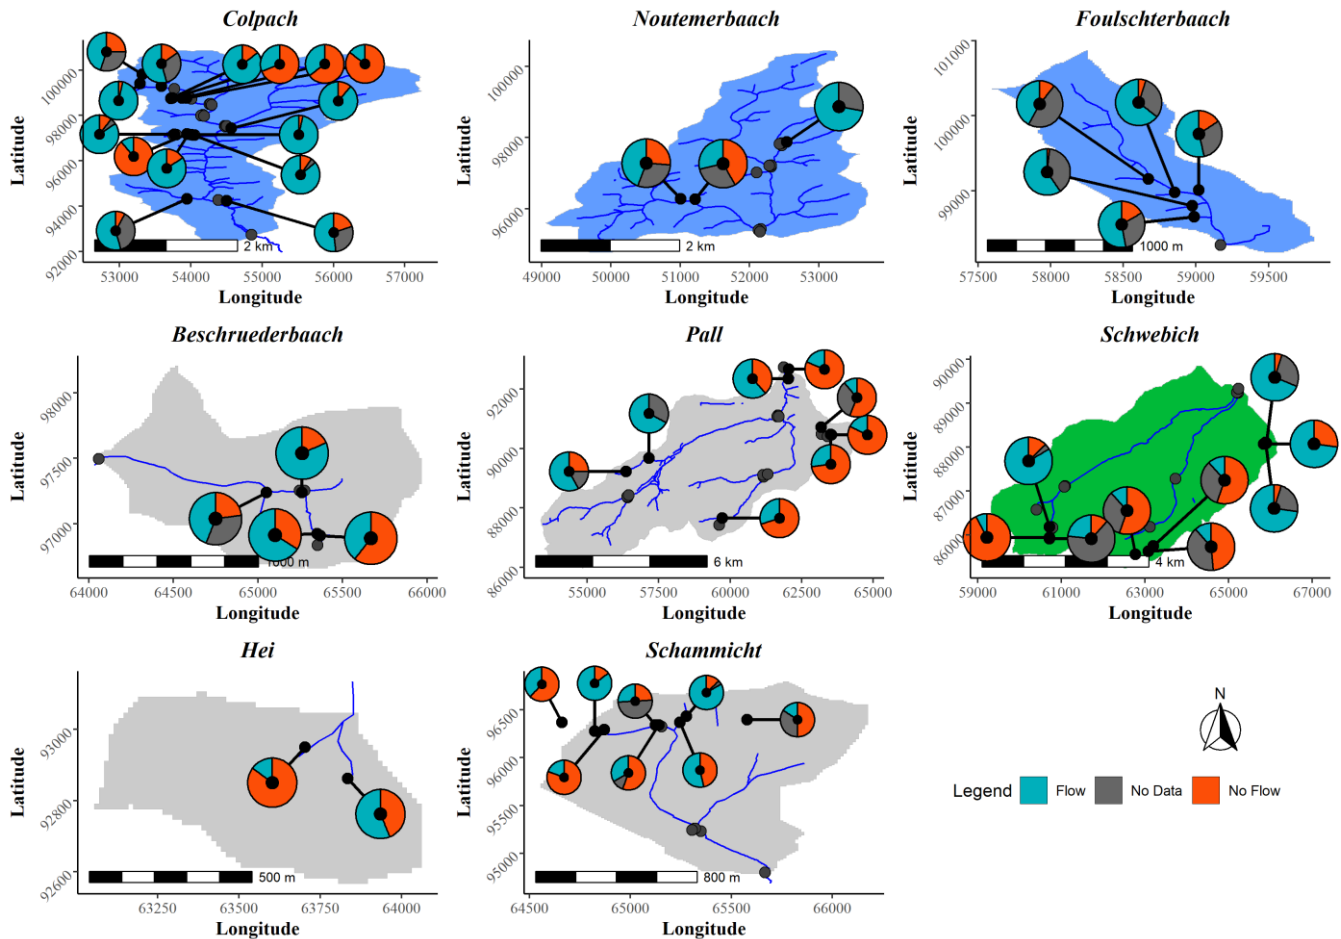 Colpach
Latitude
100000
98000
96000
94000
92000
2 km
53000 54000 55000 56000 57000
Longitude
Noutemerbaach
Latitude
100000
98000
96000
2 km
49000 50000 51000 52000 53000
Longitude
Foulschterbaach
Latitude
101000
100000
99000
1000 m
57500 58000 58500 59000 59500
Longitude
Beschruederbaach
Latitude
98000
97500
97000
1000 m
64000 64500 65000 65500 66000
Longitude
Pall
Latitude
92000
90000
88000
86000
6 km
55000 57500 60000 62500 65000
Longitude
Schwebich
Latitude
90000
89000
88000
87000
86000
4 km
59000 61000 63000 65000 67000
Longitude
Hei
Latitude
93000
92800
92600
500 m
63250 63500 63750 64000
Longitude
Schammicht
Latitude
96500
96000
95500
95000
800 m
64500 65000 65500 66000
Longitude
N
Legend Flow No Data No Flow